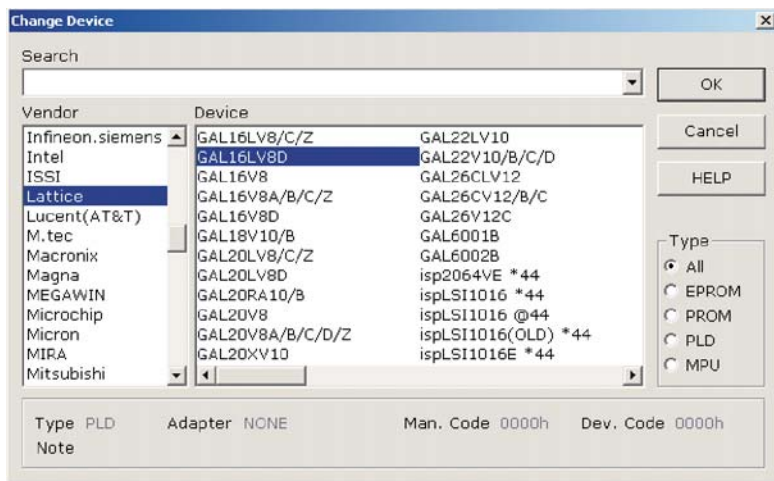 Change Device
Search
OK
Cancel
HELP
Vendor
Infineon.siemens
Intel
ISSI
Lattice
Lucent(AT&T)
M.tec
Macronix
Magna
MEGAWIN
Microchip
Micron
MIRA
Mitsubishi
Device
GAL16LV8/C/Z
GAL16LV8D
GAL16V8
GAL16V8A/B/C/Z
GAL16V8D
GAL18V10/B
GAL20LV8/C/Z
GAL20LV8D
GAL20RA10/B
GAL20V8
GAL20V8A/B/C/D/Z
GAL20XV10
GAL22LV10
GAL22V10/B/C/D
GAL26CLV12
GAL26CV12/B/C
GAL26V12C
GAL6001B
GAL6002B
isp2064VE *44
ispLSI1016 *44
ispLSI1016 @44
ispLSI1016(OLD) *44
ispLSI1016E *44
Type
All
EPROM
PROM
PLD
MPU
Type PLD Adapter NONE Man. Code 0000h Dev. Code 0000h
Note